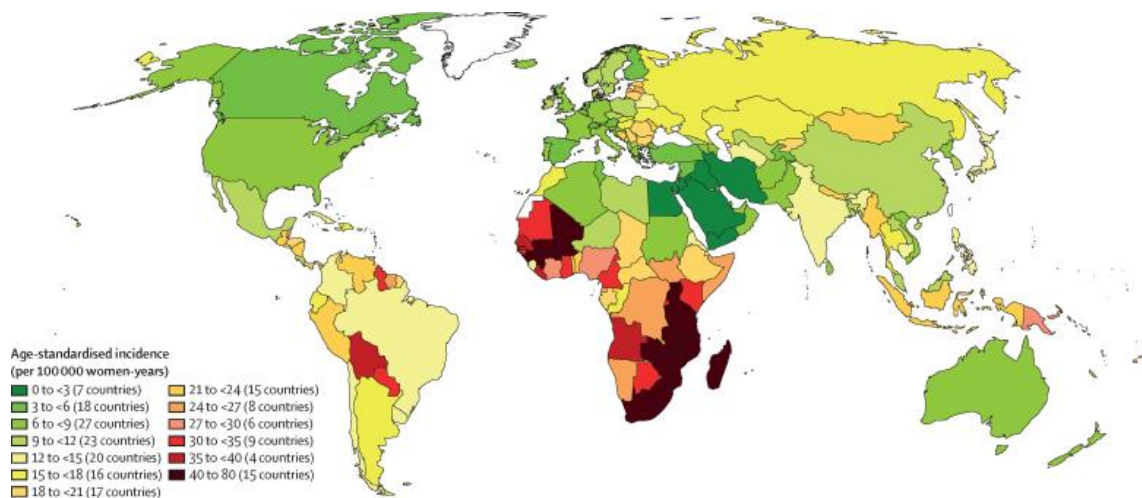 Age-standardised incidence
(per 100 000 women-years)
0 to <3 (7 countries)
3 to <6 (18 countries)
6 to <9 (27 countries)
9 to <12 (23 countries)
12 to <15 (20 countries)
15 to <18 (16 countries)
18 to <21 (17 countries)
21 to <24 (15 countries)
24 to <27 (8 countries)
27 to <30 (6 countries)
30 to <35 (9 countries)
35 to <40 (4 countries)
40 to 80 (15 countries)